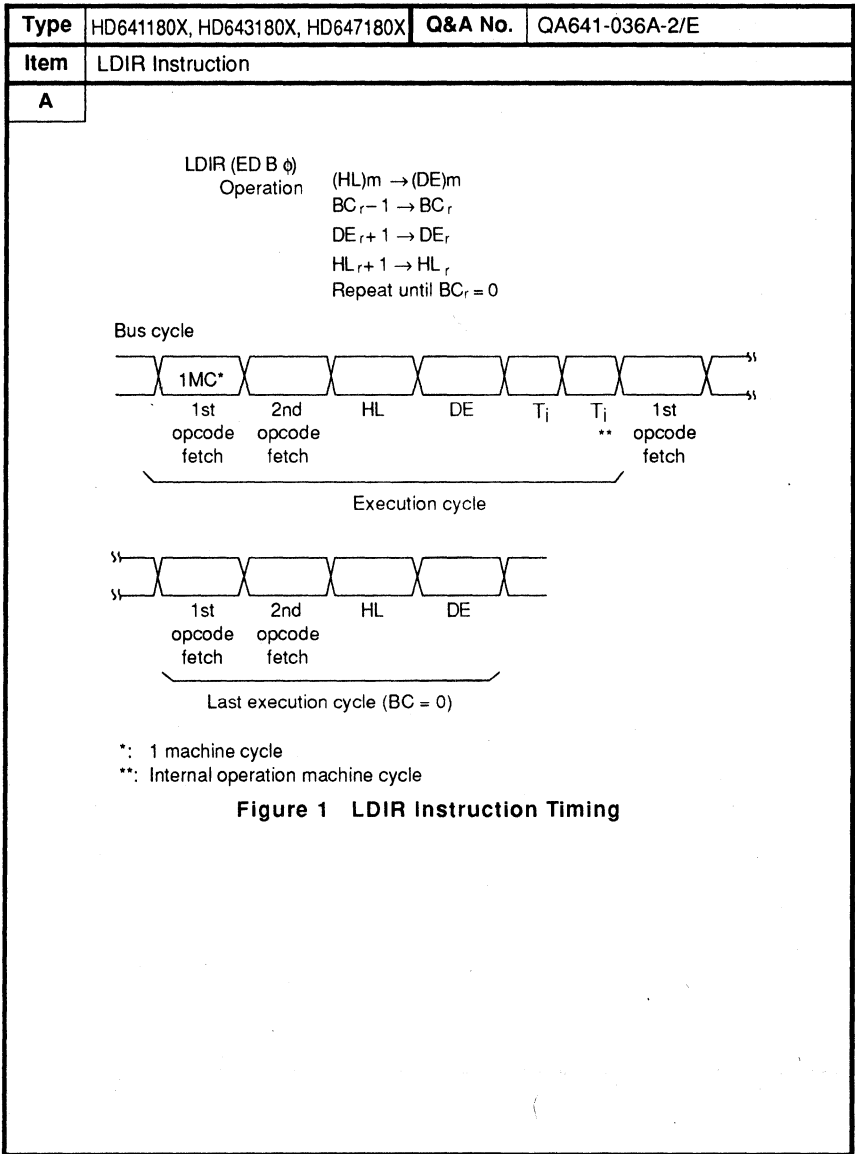 Type HD641180X, HD643180X, HD647180X Q&A No. QA641-036A-2/E
Item LDIR Instruction
A
LDIR (ED B ϕ)
Operation (HL)m → (DE)m
BCr – 1 → BCr
DEr + 1 → DEr
HLr + 1 → HLr
Repeat until BCr = 0
Bus cycle
1MC*
1st opcode fetch 2nd opcode fetch HL DE Ti Ti ** 1st opcode fetch
Execution cycle
1st opcode fetch 2nd opcode fetch HL DE
Last execution cycle (BC = 0)
*: 1 machine cycle
**: Internal operation machine cycle
Figure 1 LDIR Instruction Timing